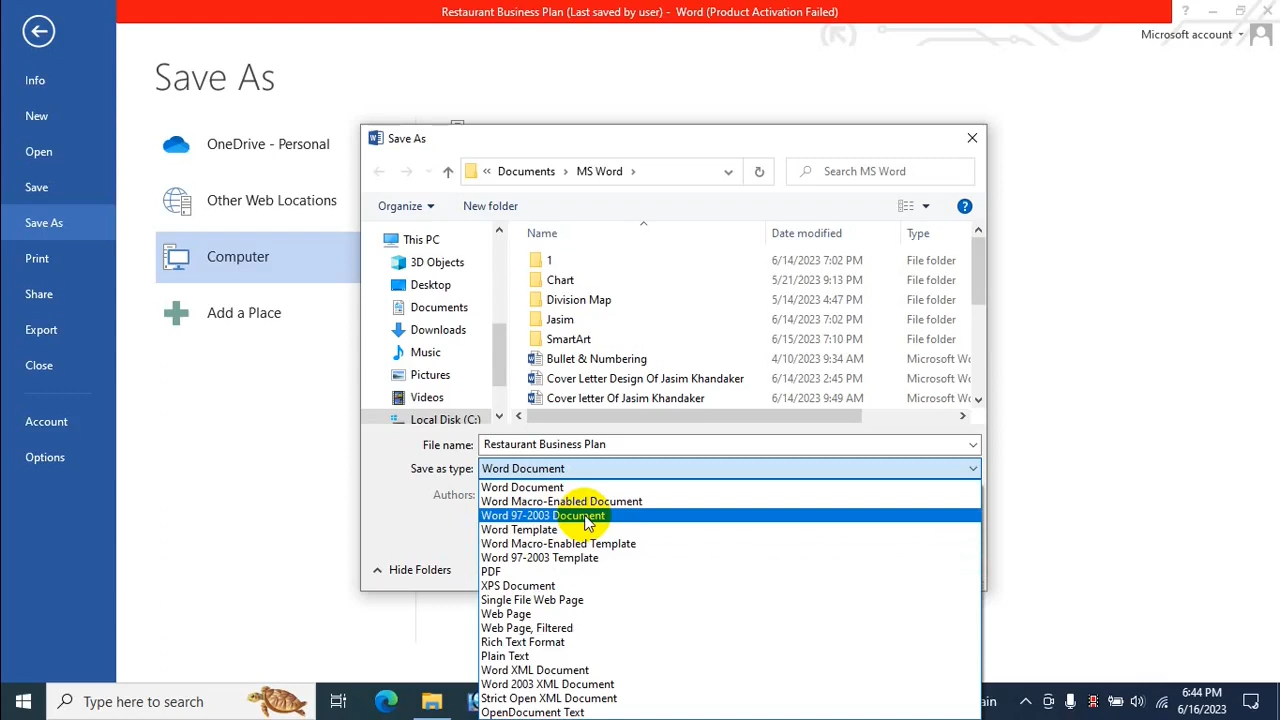 Restaurant Business Plan (Last saved by user) - Word (Product Activation Failed)
?
Microsoft account
Info
New
Open
Save
Save As
Print
Share
Export
Close
Account
Options
Save As
OneDrive - Personal
Other Web Locations
Computer
Add a Place
Save As
« Documents › MS Word ›
Search MS Word
Organize
New folder
?
This PC
3D Objects
Desktop
Documents
Downloads
Music
Pictures
Videos
Local Disk (C:)
Name Date modified Type
1 6/14/2023 7:02 PM File folder
Chart 5/21/2023 9:13 PM File folder
Division Map 5/14/2023 4:47 PM File folder
Jasim 6/14/2023 7:02 PM File folder
SmartArt 6/15/2023 7:10 PM File folder
Bullet & Numbering 4/10/2023 9:34 AM Microsoft Wo
Cover Letter Design Of Jasim Khandaker 6/14/2023 2:45 PM Microsoft Wo
Cover letter Of Jasim Khandaker 6/14/2023 9:49 AM Microsoft Wo
File name: Restaurant Business Plan
Save as type: Word Document
Authors:
Hide Folders
Word Document
Word Macro-Enabled Document
Word 97-2003 Document
Word Template
Word Macro-Enabled Template
Word 97-2003 Template
PDF
XPS Document
Single File Web Page
Web Page
Web Page, Filtered
Rich Text Format
Plain Text
Word XML Document
Word 2003 XML Document
Strict Open XML Document
OpenDocument Text
Type here to search
ain
6:44 PM
6/16/2023